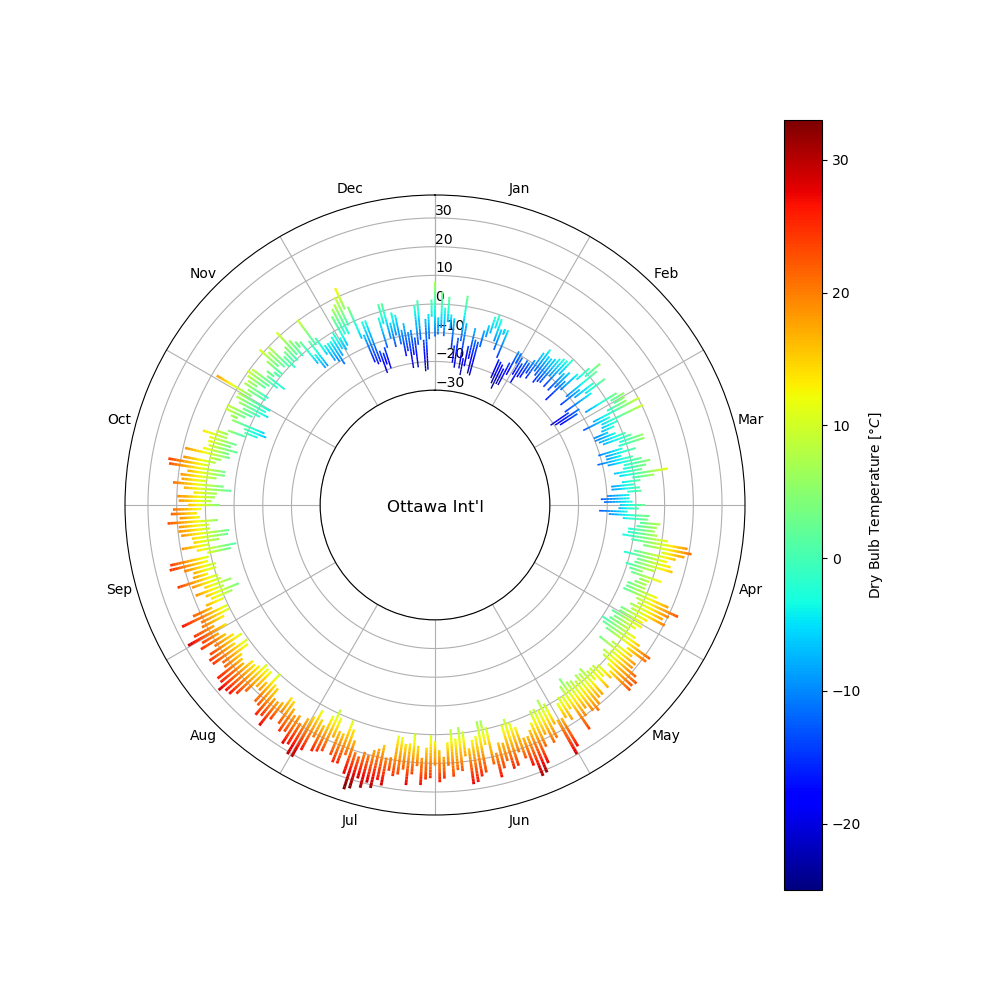 Dec
Jan
Nov
Feb
Oct
Mar
Sep
Apr
Aug
May
Jul
Jun
30
20
10
0
−10
−20
−30
Ottawa Int'l
30
20
10
0
−10
−20
Dry Bulb Temperature [°C]